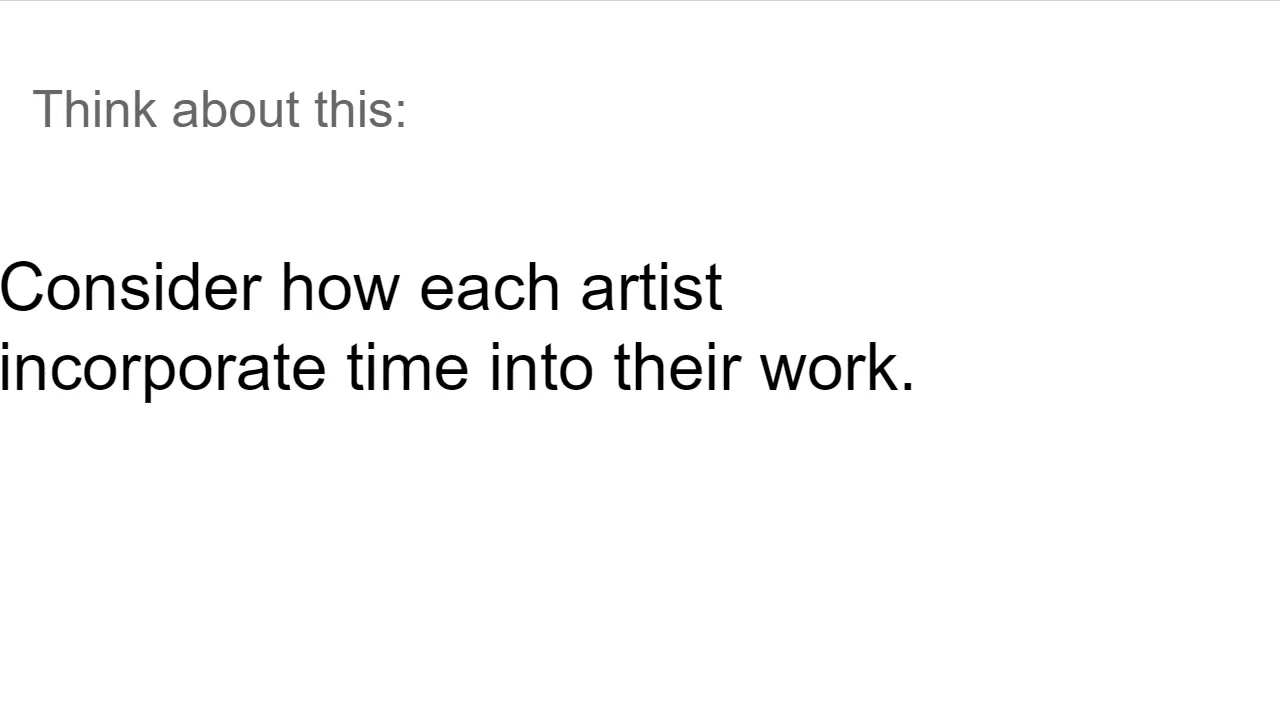 Think about this:
Consider how each artist
incorporate time into their work.